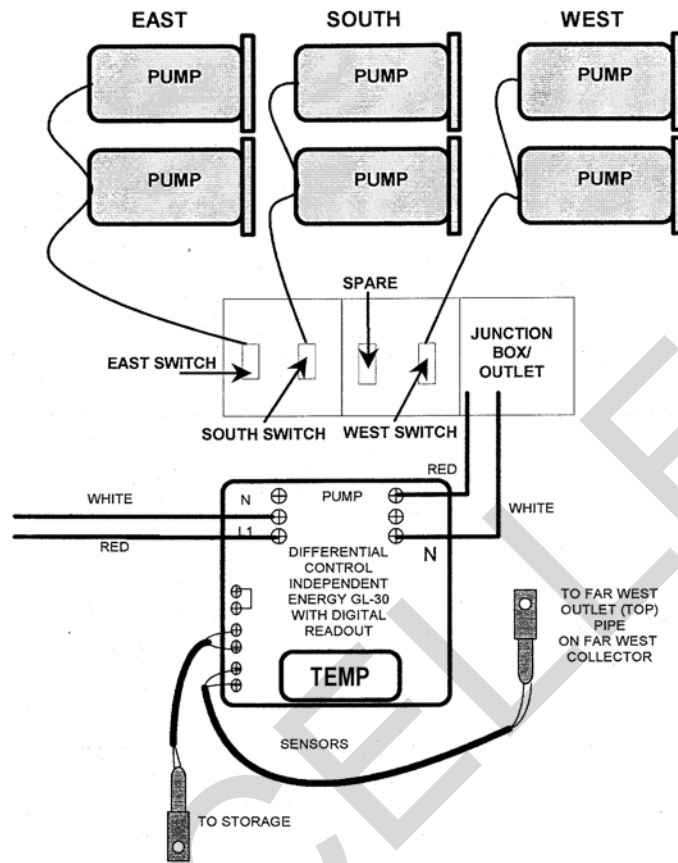 EAST SOUTH WEST
PUMP PUMP PUMP
PUMP PUMP PUMP
SPARE
JUNCTION
BOX/
OUTLET
EAST SWITCH
SOUTH SWITCH WEST SWITCH
RED
WHITE N PUMP WHITE
RED L1 N
DIFFERENTIAL
CONTROL
INDEPENDENT
ENERGY GL-30
WITH DIGITAL
READOUT
TO FAR WEST
OUTLET (TOP)
PIPE
ON FAR WEST
COLLECTOR
TEMP
SENSORS
TO STORAGE